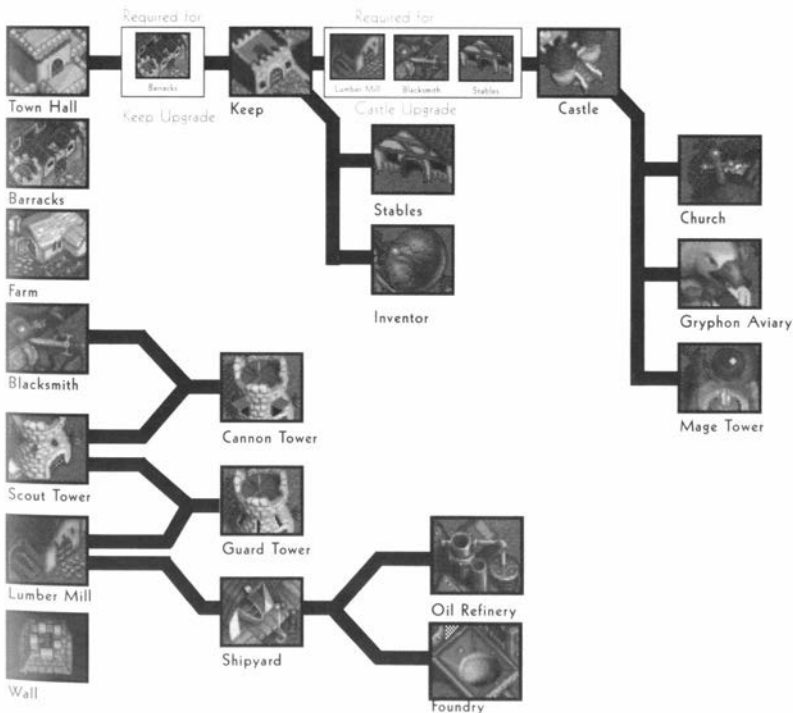 Required for
Required for
Barracks
Lumber Mill
Blacksmith
Stables
Town Hall
Keep Upgrade
Keep
Castle Upgrade
Castle
Barracks
Stables
Church
Farm
Inventor
Gryphon Aviary
Blacksmith
Cannon Tower
Mage Tower
Scout Tower
Guard Tower
Lumber Mill
Oil Refinery
Shipyard
Wall
Foundry